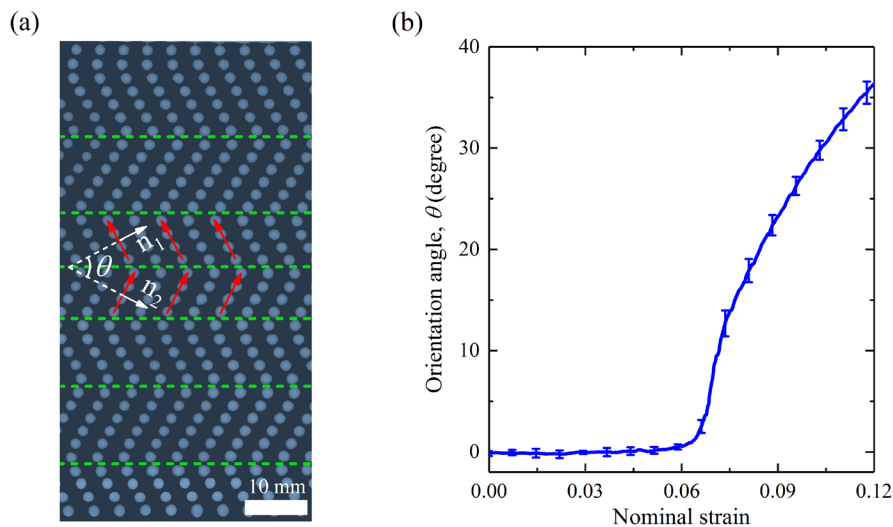 (a)
n₁
θ
n₂
10 mm
(b)
Orientation angle, θ (degree)
40
30
20
10
0
0.00 0.03 0.06 0.09 0.12
Nominal strain